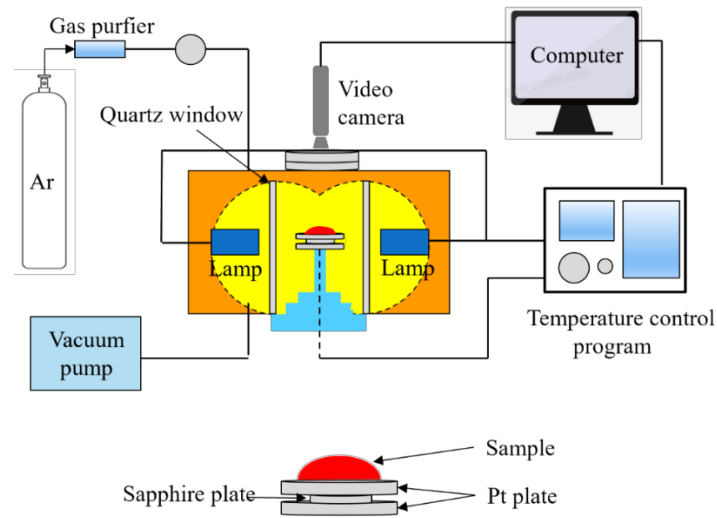 Gas purfier
Computer
Video
camera
Quartz window
Ar
Lamp
Lamp
Temperature control
program
Vacuum
pump
Sample
Sapphire plate
Pt plate